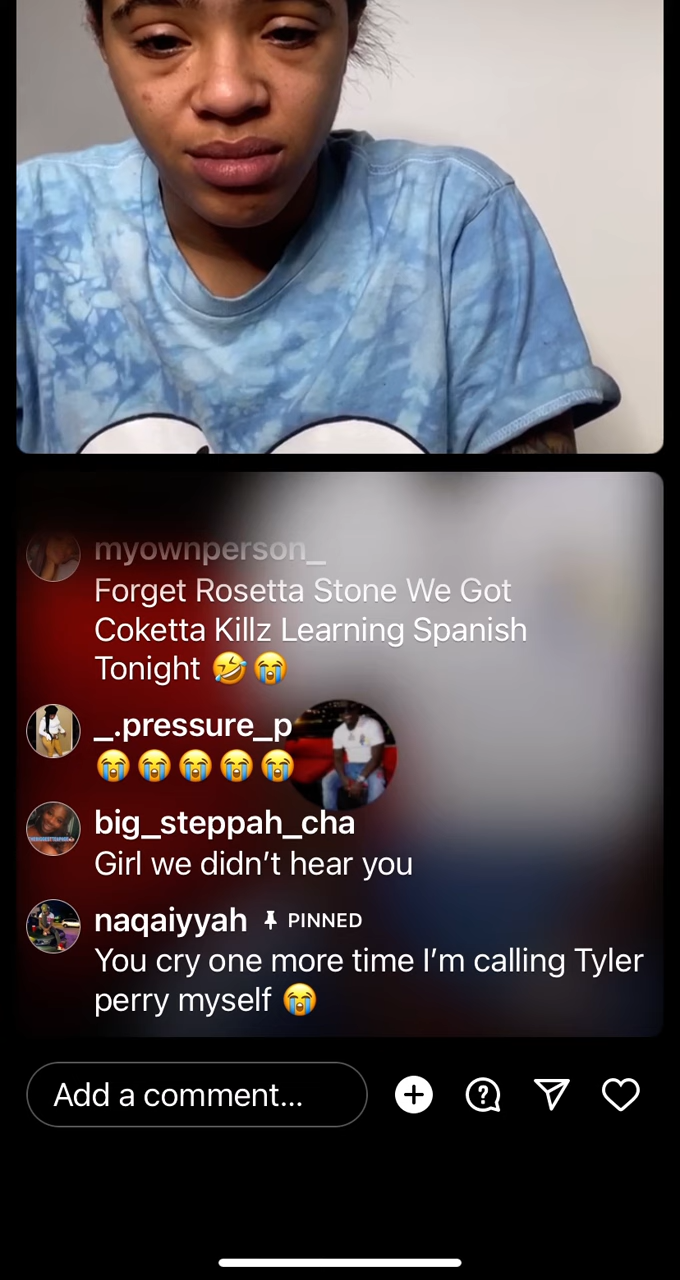 myownperson_
Forget Rosetta Stone We Got
Coketta Killz Learning Spanish
Tonight 🤣😭
_.pressure_p
😭😭😭😭😭
big_steppah_cha
Girl we didn’t hear you
naqaiyyah PINNED
You cry one more time I’m calling Tyler
perry myself 😭
Add a comment...